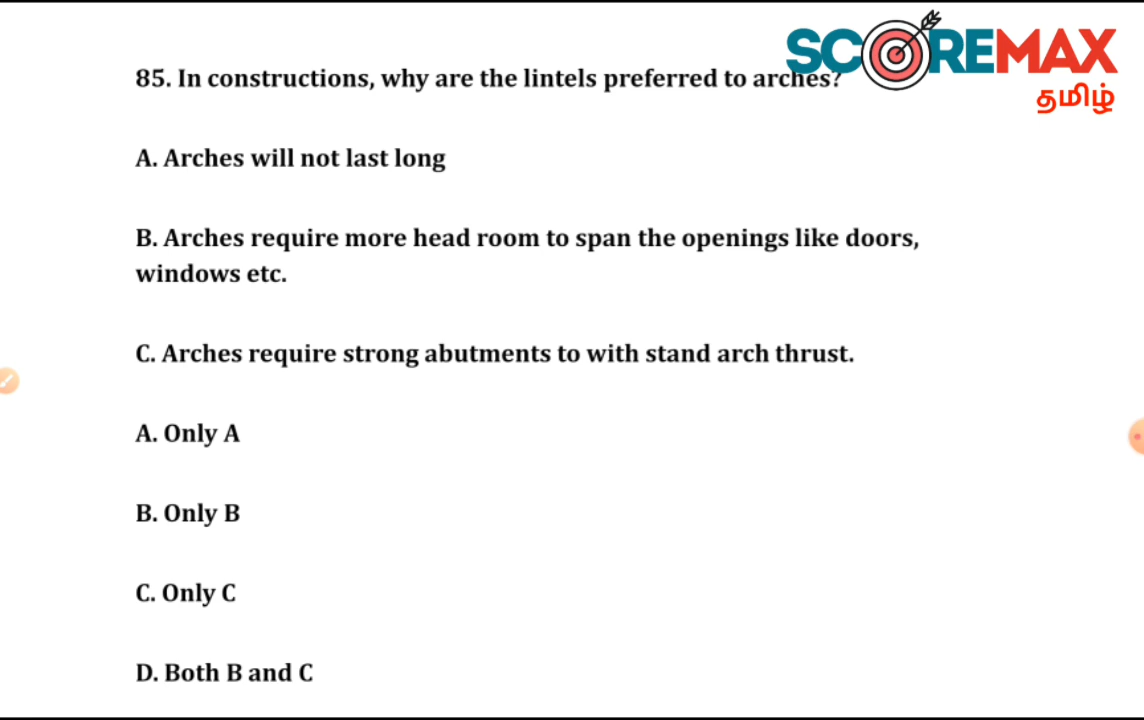 SCOREMAX
தமிழ்
85. In constructions, why are the lintels preferred to arches?
A. Arches will not last long
B. Arches require more head room to span the openings like doors,
windows etc.
C. Arches require strong abutments to with stand arch thrust.
A. Only A
B. Only B
C. Only C
D. Both B and C